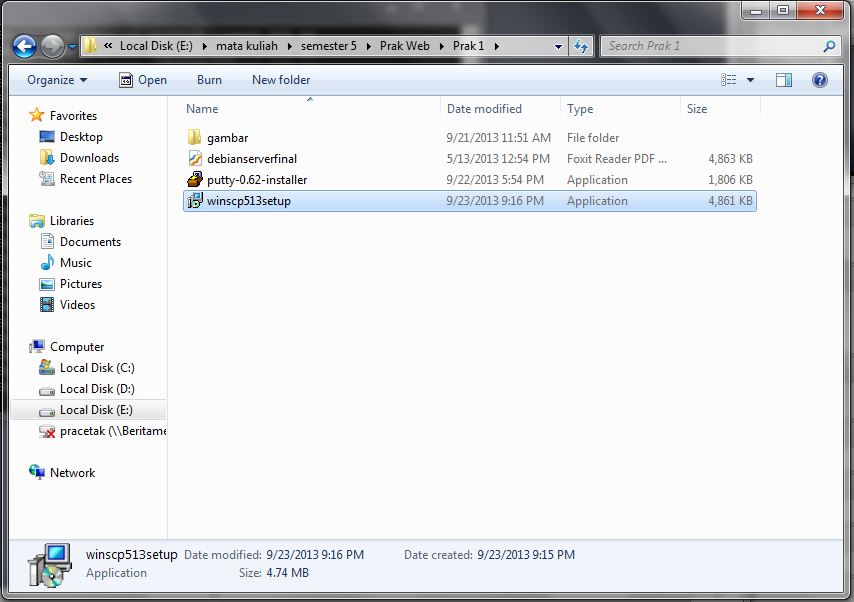 « Local Disk (E:) ▸ mata kuliah ▸ semester 5 ▸ Prak Web ▸ Prak 1 ▸ Search Prak 1
Organize Open Burn New folder
Favorites
Desktop
Downloads
Recent Places
Libraries
Documents
Music
Pictures
Videos
Computer
Local Disk (C:)
Local Disk (D:)
Local Disk (E:)
pracetak (\\Beritame
Network
Name Date modified Type Size
gambar 9/21/2013 11:51 AM File folder
debianserverfinal 5/13/2013 12:54 PM Foxit Reader PDF ... 4,863 KB
putty-0.62-installer 9/22/2013 5:54 PM Application 1,806 KB
winscp513setup 9/23/2013 9:16 PM Application 4,861 KB
winscp513setup Date modified: 9/23/2013 9:16 PM Date created: 9/23/2013 9:15 PM
Application Size: 4.74 MB